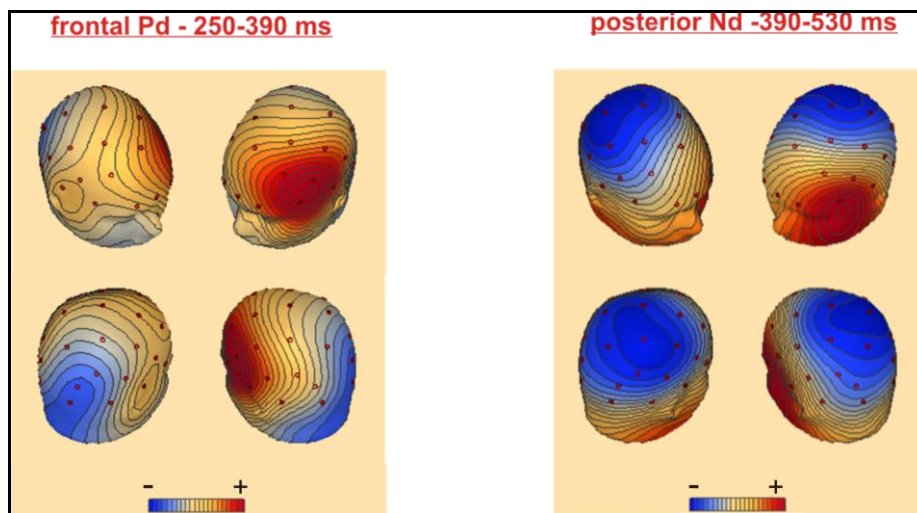 frontal Pd - 250-390 ms
posterior Nd -390-530 ms
- +
- +